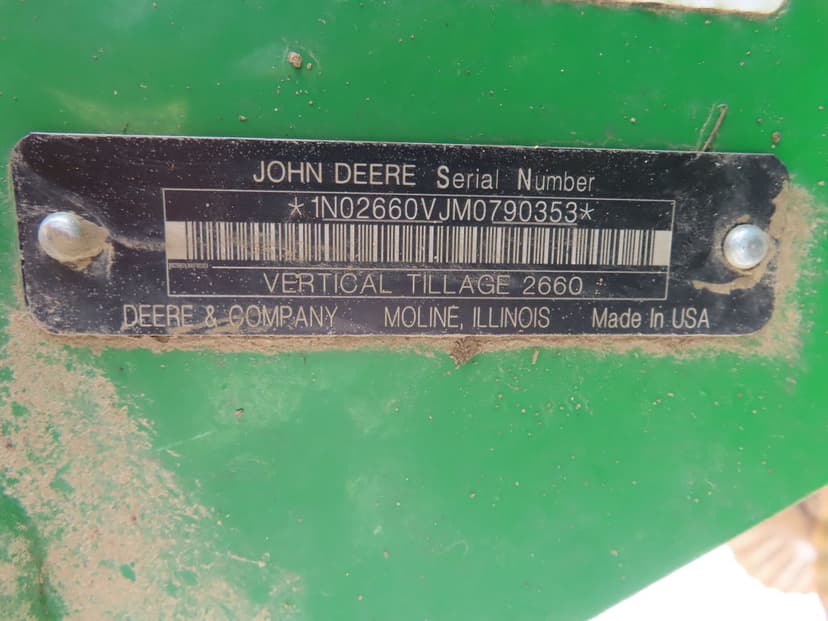 JOHN DEERE Serial Number
*1N02660VJM0790353*
VERTICAL TILLAGE 2660
DEERE & COMPANY MOLINE, ILLINOIS Made In USA